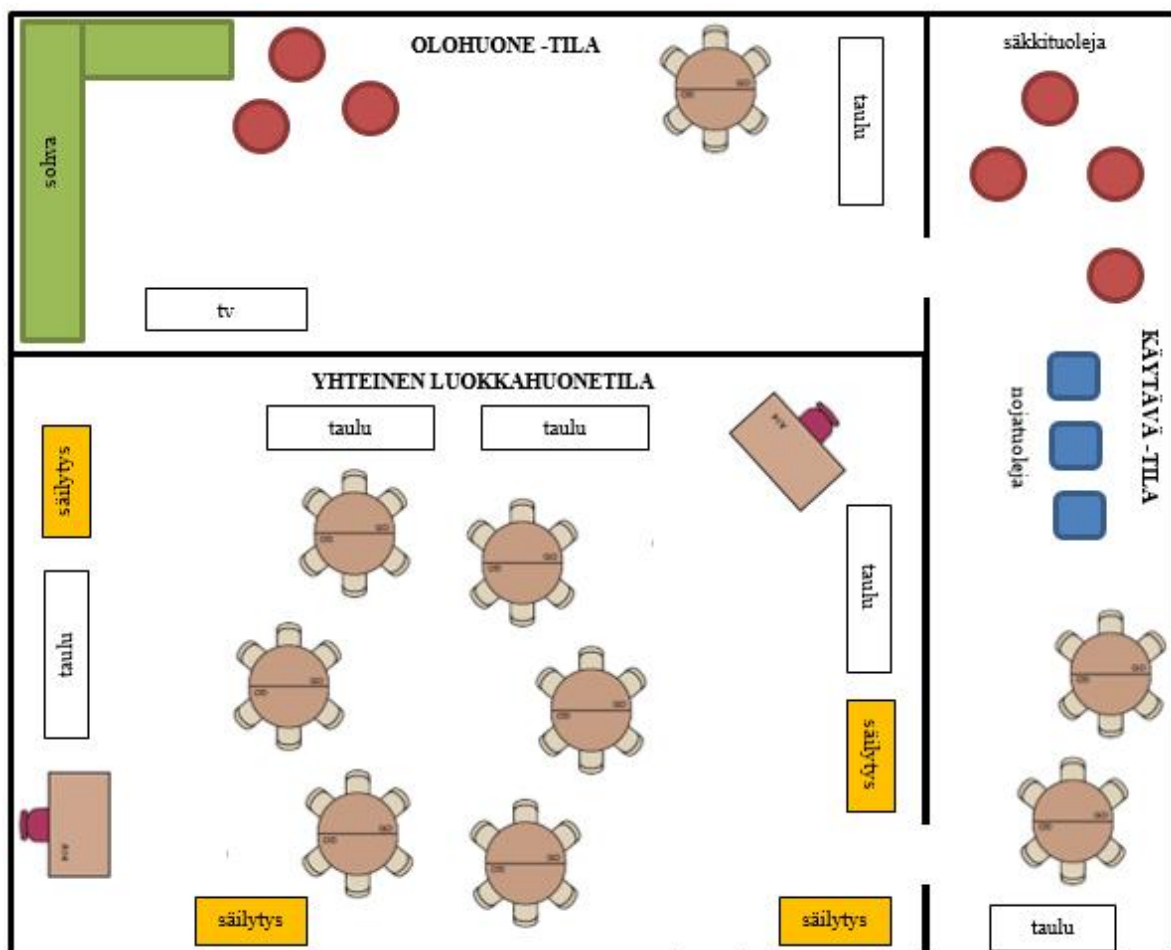 OLOHUONE -TILA
säkkituoleja
taulu
sohva
tv
KÄYTÄVÄ -TILA
nojatuoleja
YHTEINEN LUOKKAHUONETILA
taulu
taulu
säilytys
taulu
taulu
säilytys
säilytys
säilytys
taulu